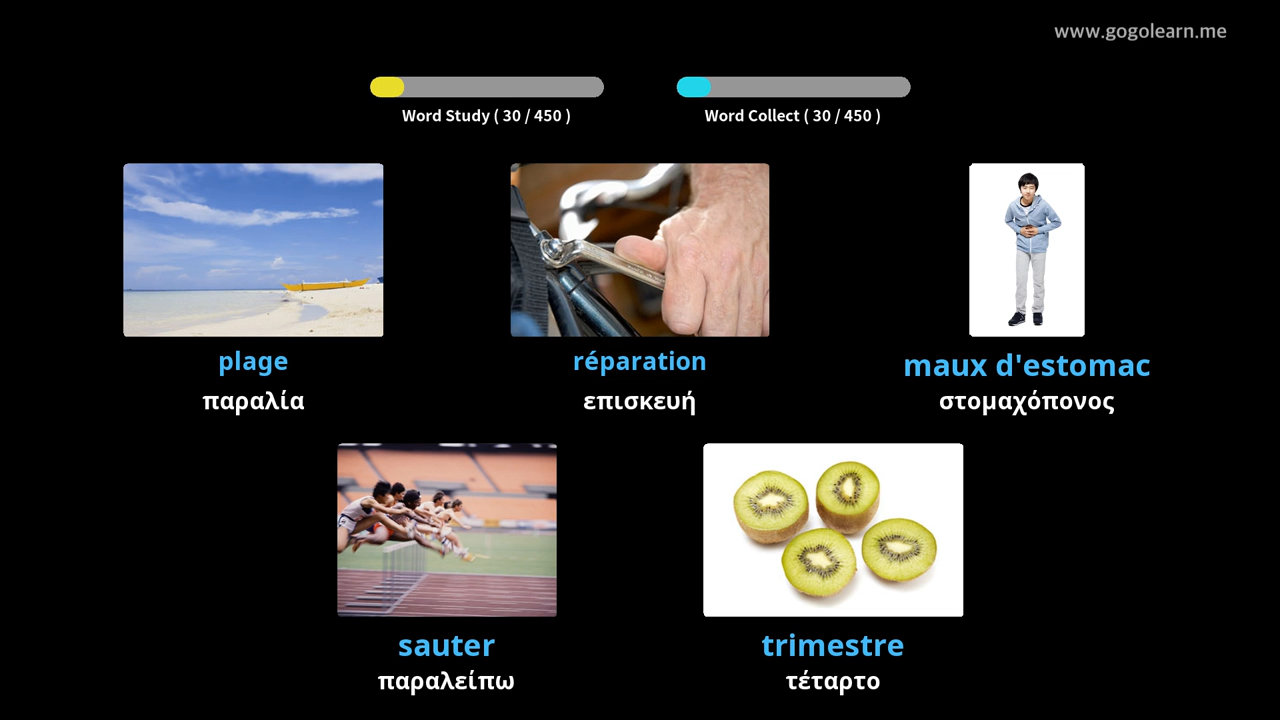 www.gogolearn.me
Word Study ( 30 / 450 )
Word Collect ( 30 / 450 )
plage
παραλία
réparation
επισκευή
maux d'estomac
στομαχόπονος
sauter
παραλείπω
trimestre
τέταρτο